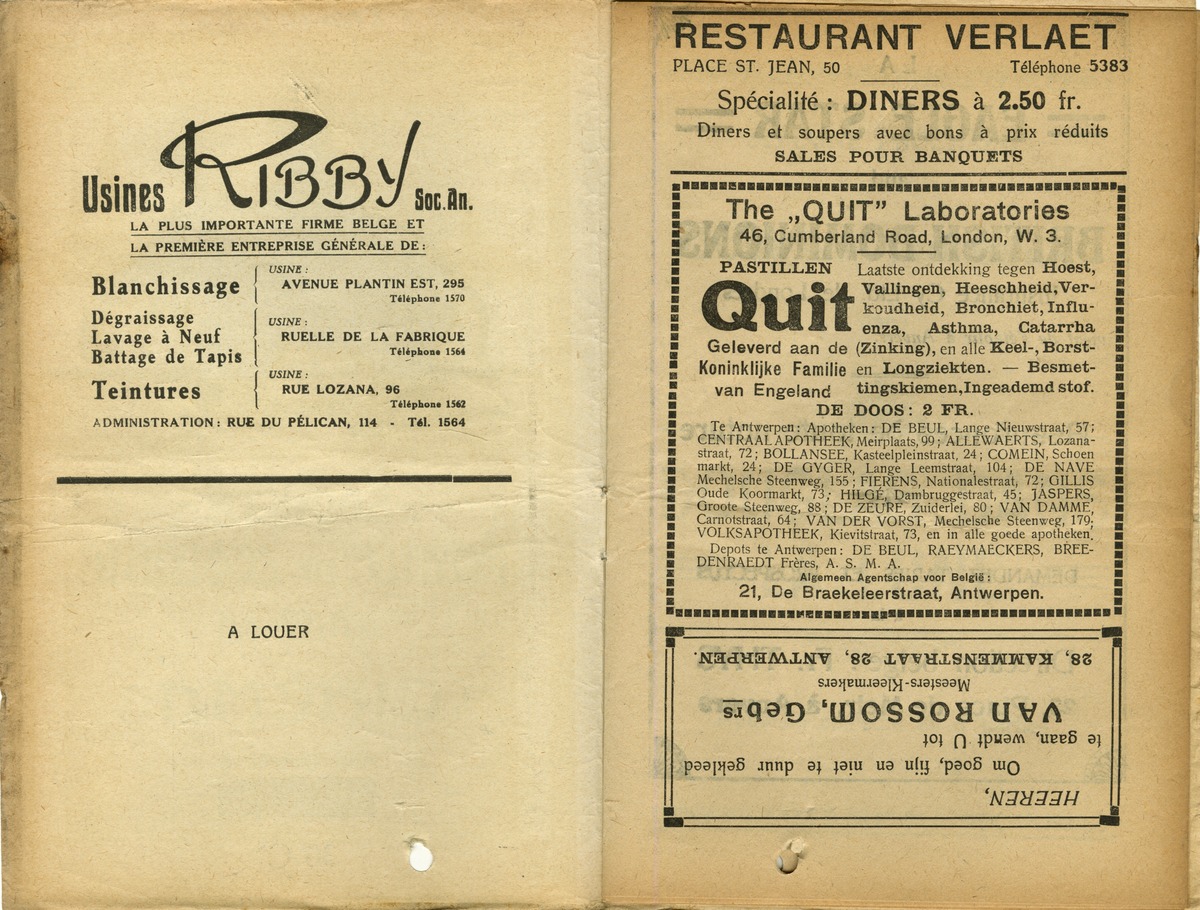 Usines RIBBY Soc. An.
LA PLUS IMPORTANTE FIRME BELGE ET
LA PREMIÈRE ENTREPRISE GÉNÉRALE DE :
Blanchissage
USINE :
AVENUE PLANTIN EST, 295
Téléphone 1570
Dégraissage
Lavage à Neuf
Battage de Tapis
USINE :
RUELLE DE LA FABRIQUE
Téléphone 1564
Teintures
USINE :
RUE LOZANA, 96
Téléphone 1562
ADMINISTRATION : RUE DU PÉLICAN, 114 - Tél. 1564
A LOUER
RESTAURANT VERLAET
PLACE ST. JEAN, 50 Téléphone 5383
Spécialité : DINERS à 2.50 fr.
Diners et soupers avec bons à prix réduits
SALES POUR BANQUETS
The „QUIT” Laboratories
46, Cumberland Road, London, W. 3.
PASTILLEN
Quit
Geleverd aan de
Koninklijke Familie
van Engeland
Laatste ontdekking tegen Hoest,
Vallingen, Heeschheid, Ver-
koudheid, Bronchiet, Influ-
enza, Asthma, Catarrha
(Zinking), en alle Keel-, Borst-
en Longziekten. — Besmet-
tingskiemen, Ingeademd stof.
DE DOOS : 2 FR.
Te Antwerpen : Apotheken : DE BEUL, Lange Nieuwstraat, 57 ;
CENTRAAL APOTHEEK, Meirplaats, 99 ; ALLEWAERTS, Lozana-
straat, 72 ; BOLLANSEE, Kasteelpleinstraat, 24 ; COMEIN, Schoen
markt, 24 ; DE GYGER, Lange Leemstraat, 104 ; DE NAVE
Mechelsche Steenweg, 155 ; FIERENS, Nationalestraat, 72 ; GILLIS
Oude Koormarkt, 73 ; HILGÉ, Dambruggestraat, 45 ; JASPERS,
Groote Steenweg, 88 ; DE ZEURE, Zuiderlei, 80 ; VAN DAMME,
Carnotstraat, 64 ; VAN DER VORST, Mechelsche Steenweg, 179,
VOLKSAPOTHEEK, Kievitstraat, 73, en in alle goede apotheken.
Depots te Antwerpen : DE BEUL, RAEYMAECKERS, BREE-
DENRAEDT Frères, A. S. M. A.
Algemeen Agentschap voor België :
21, De Braekeleerstraat, Antwerpen.
HEEREN,
Om goed, fijn en niet te duur gekleed
te gaan, wendt U tot
VAN ROSSOM, Gebrs
Meesters-Kleermakers
28, KAMMENSTRAAT 28, ANTWERPEN.